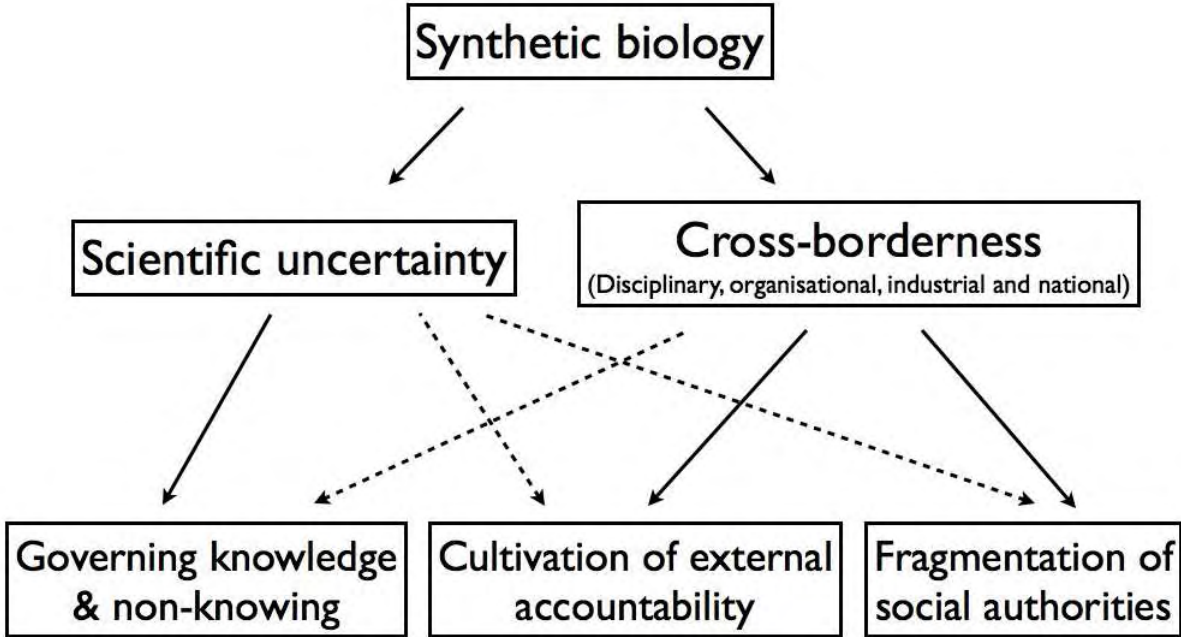 Synthetic biology
Scientific uncertainty
Cross-borderness
(Disciplinary, organisational, industrial and national)
Governing knowledge
& non-knowing
Cultivation of external
accountability
Fragmentation of
social authorities